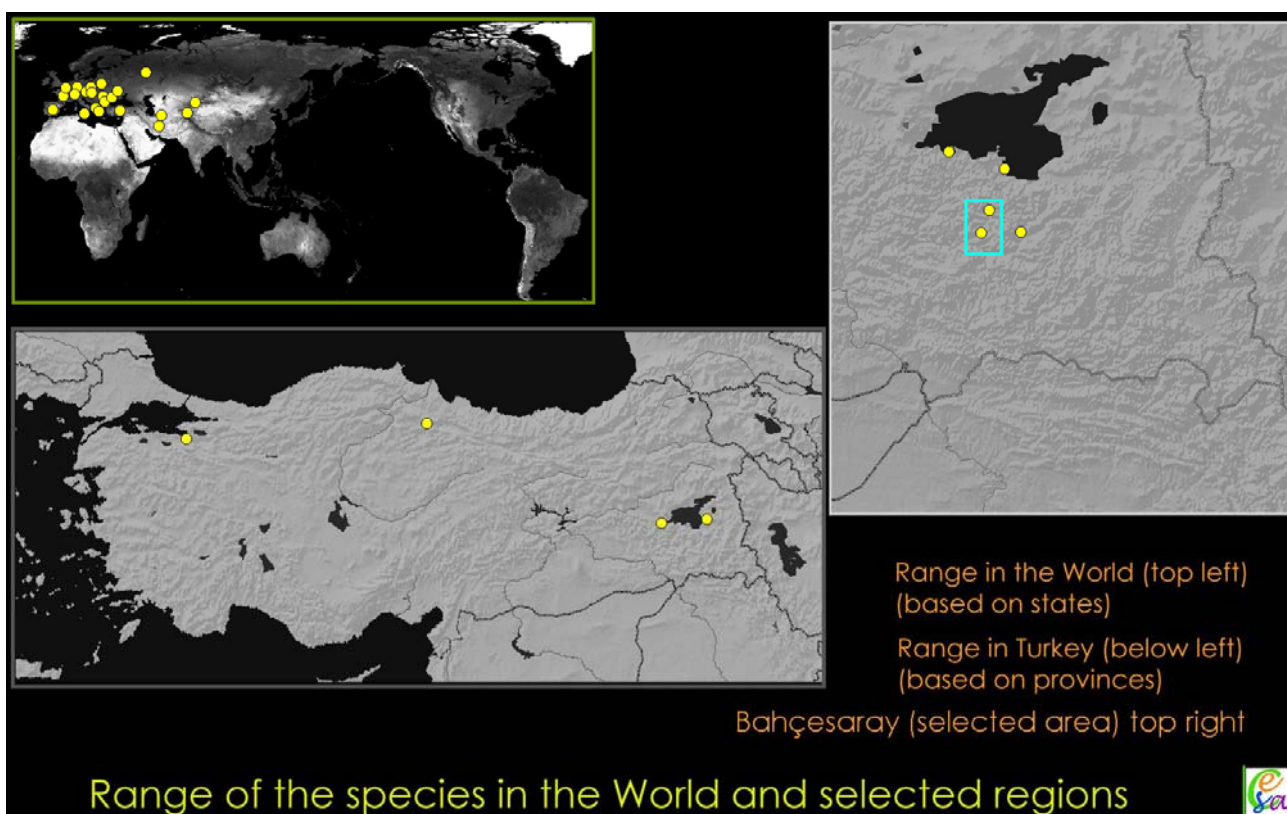 Range in the World (top left)
(based on states)
Range in Turkey (below left)
(based on provinces)
Bahçesaray (selected area) top right
Range of the species in the World and selected regions